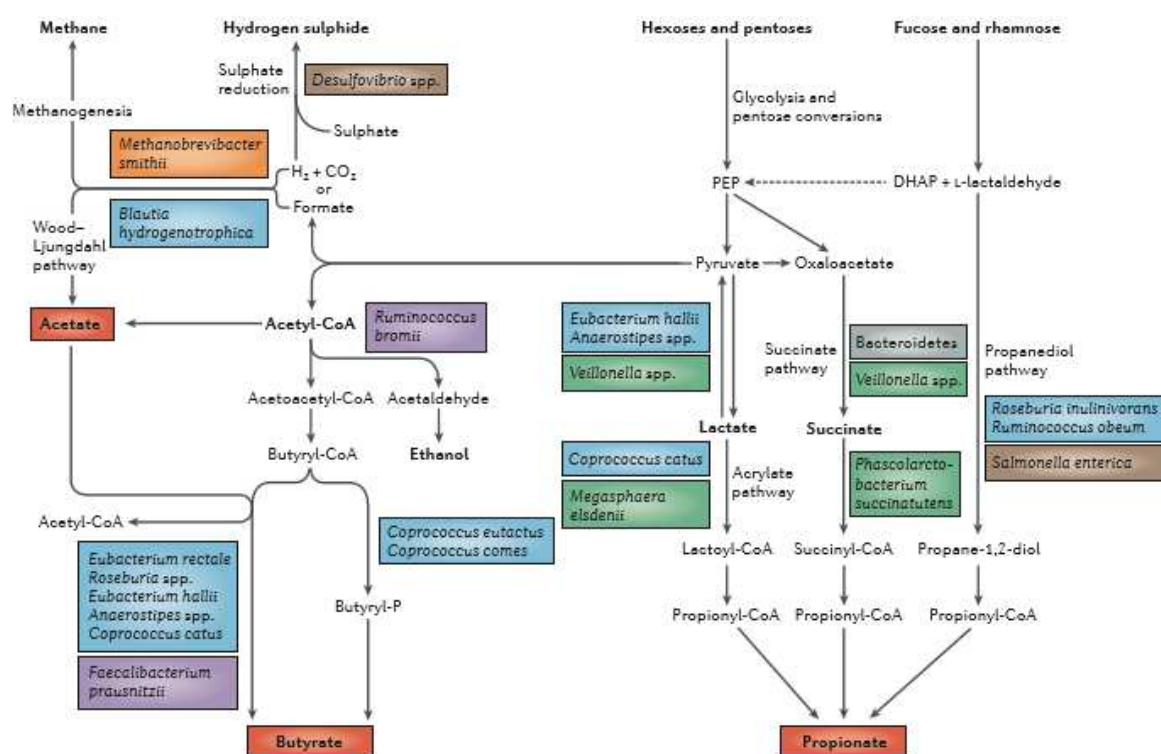 Methane
Hydrogen sulphide
Hexoses and pentoses
Fucose and rhamnose
Sulphate
reduction
Desulfovibrio spp.
Methanogenesis
Sulphate
Glycolysis and
pentose conversions
Methanobrevibacter
smithii
H₂ + CO₂
or
Formate
PEP
DHAP + L-lactaldehyde
Blautia
hydrogenotrophica
Wood–
Ljungdahl
pathway
Pyruvate
Oxaloacetate
Acetate
Acetyl-CoA
Ruminococcus
bromii
Eubacterium hallii
Anaerostipes spp.
Veillonella spp.
Succinate
pathway
Bacteroidetes
Veillonella spp.
Propanediol
pathway
Acetoacetyl-CoA
Acetaldehyde
Lactate
Succinate
Roseburia inulinivorans
Ruminococcus obeum
Salmonella enterica
Butyryl-CoA
Ethanol
Coprococcus catus
Megasphaera
elsdenii
Acrylate
pathway
Phascolarcto-
bacterium
succinatutens
Acetyl-CoA
Coprococcus eutactus
Coprococcus comes
Lactoyl-CoA
Succinyl-CoA
Propane-1,2-diol
Eubacterium rectale
Roseburia spp.
Eubacterium hallii
Anaerostipes spp.
Coprococcus catus
Butyryl-P
Propionyl-CoA
Propionyl-CoA
Propionyl-CoA
Faecalibacterium
prausnitzii
Butyrate
Propionate